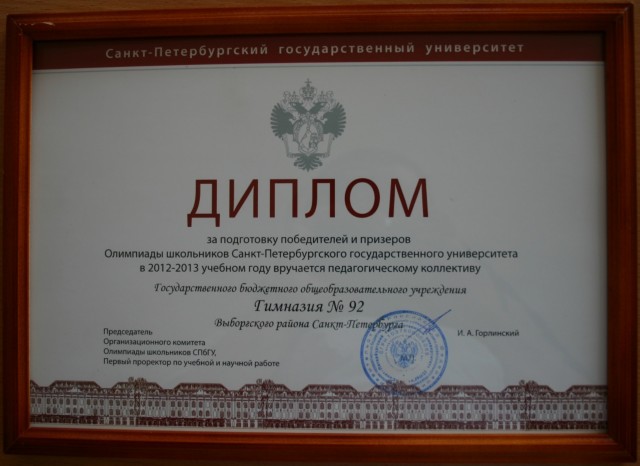 Санкт-Петербургский государственный университет
ДИПЛОМ
за подготовку победителей и призеров
Олимпиады школьников Санкт-Петербургского государственного университета
в 2012-2013 учебном году вручается педагогическому коллективу
Государственного бюджетного общеобразовательного учреждения
Гимназия № 92
Выборгского района Санкт-Петербурга
Председатель
Организационного комитета
Олимпиады школьников СПбГУ,
Первый проректор по учебной и научной работе
И. А. Горлинский